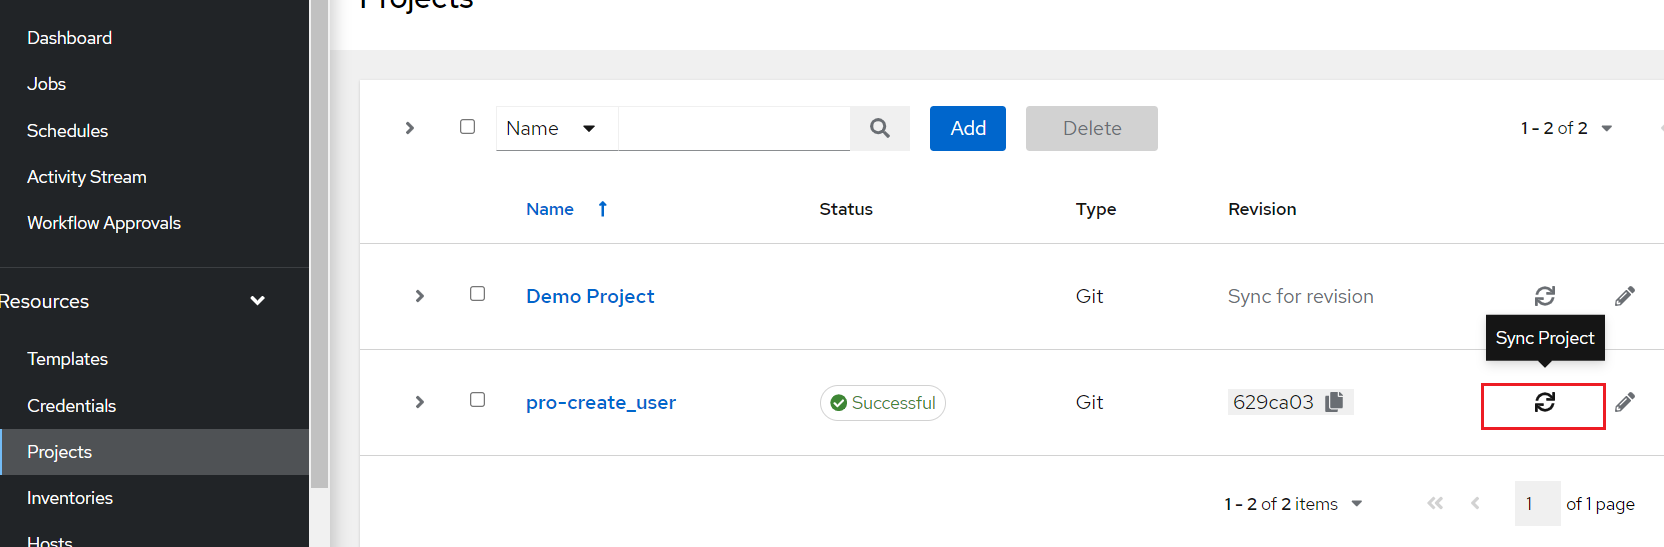 Projects
Dashboard
Jobs
Schedules
Activity Stream
Workflow Approvals
Resources
Templates
Credentials
Projects
Inventories
Hosts
Name
Add
Delete
1 - 2 of 2
Name
Status
Type
Revision
Demo Project
Git
Sync for revision
Sync Project
pro-create_user
Successful
Git
629ca03
1 - 2 of 2 items
1
of 1 page